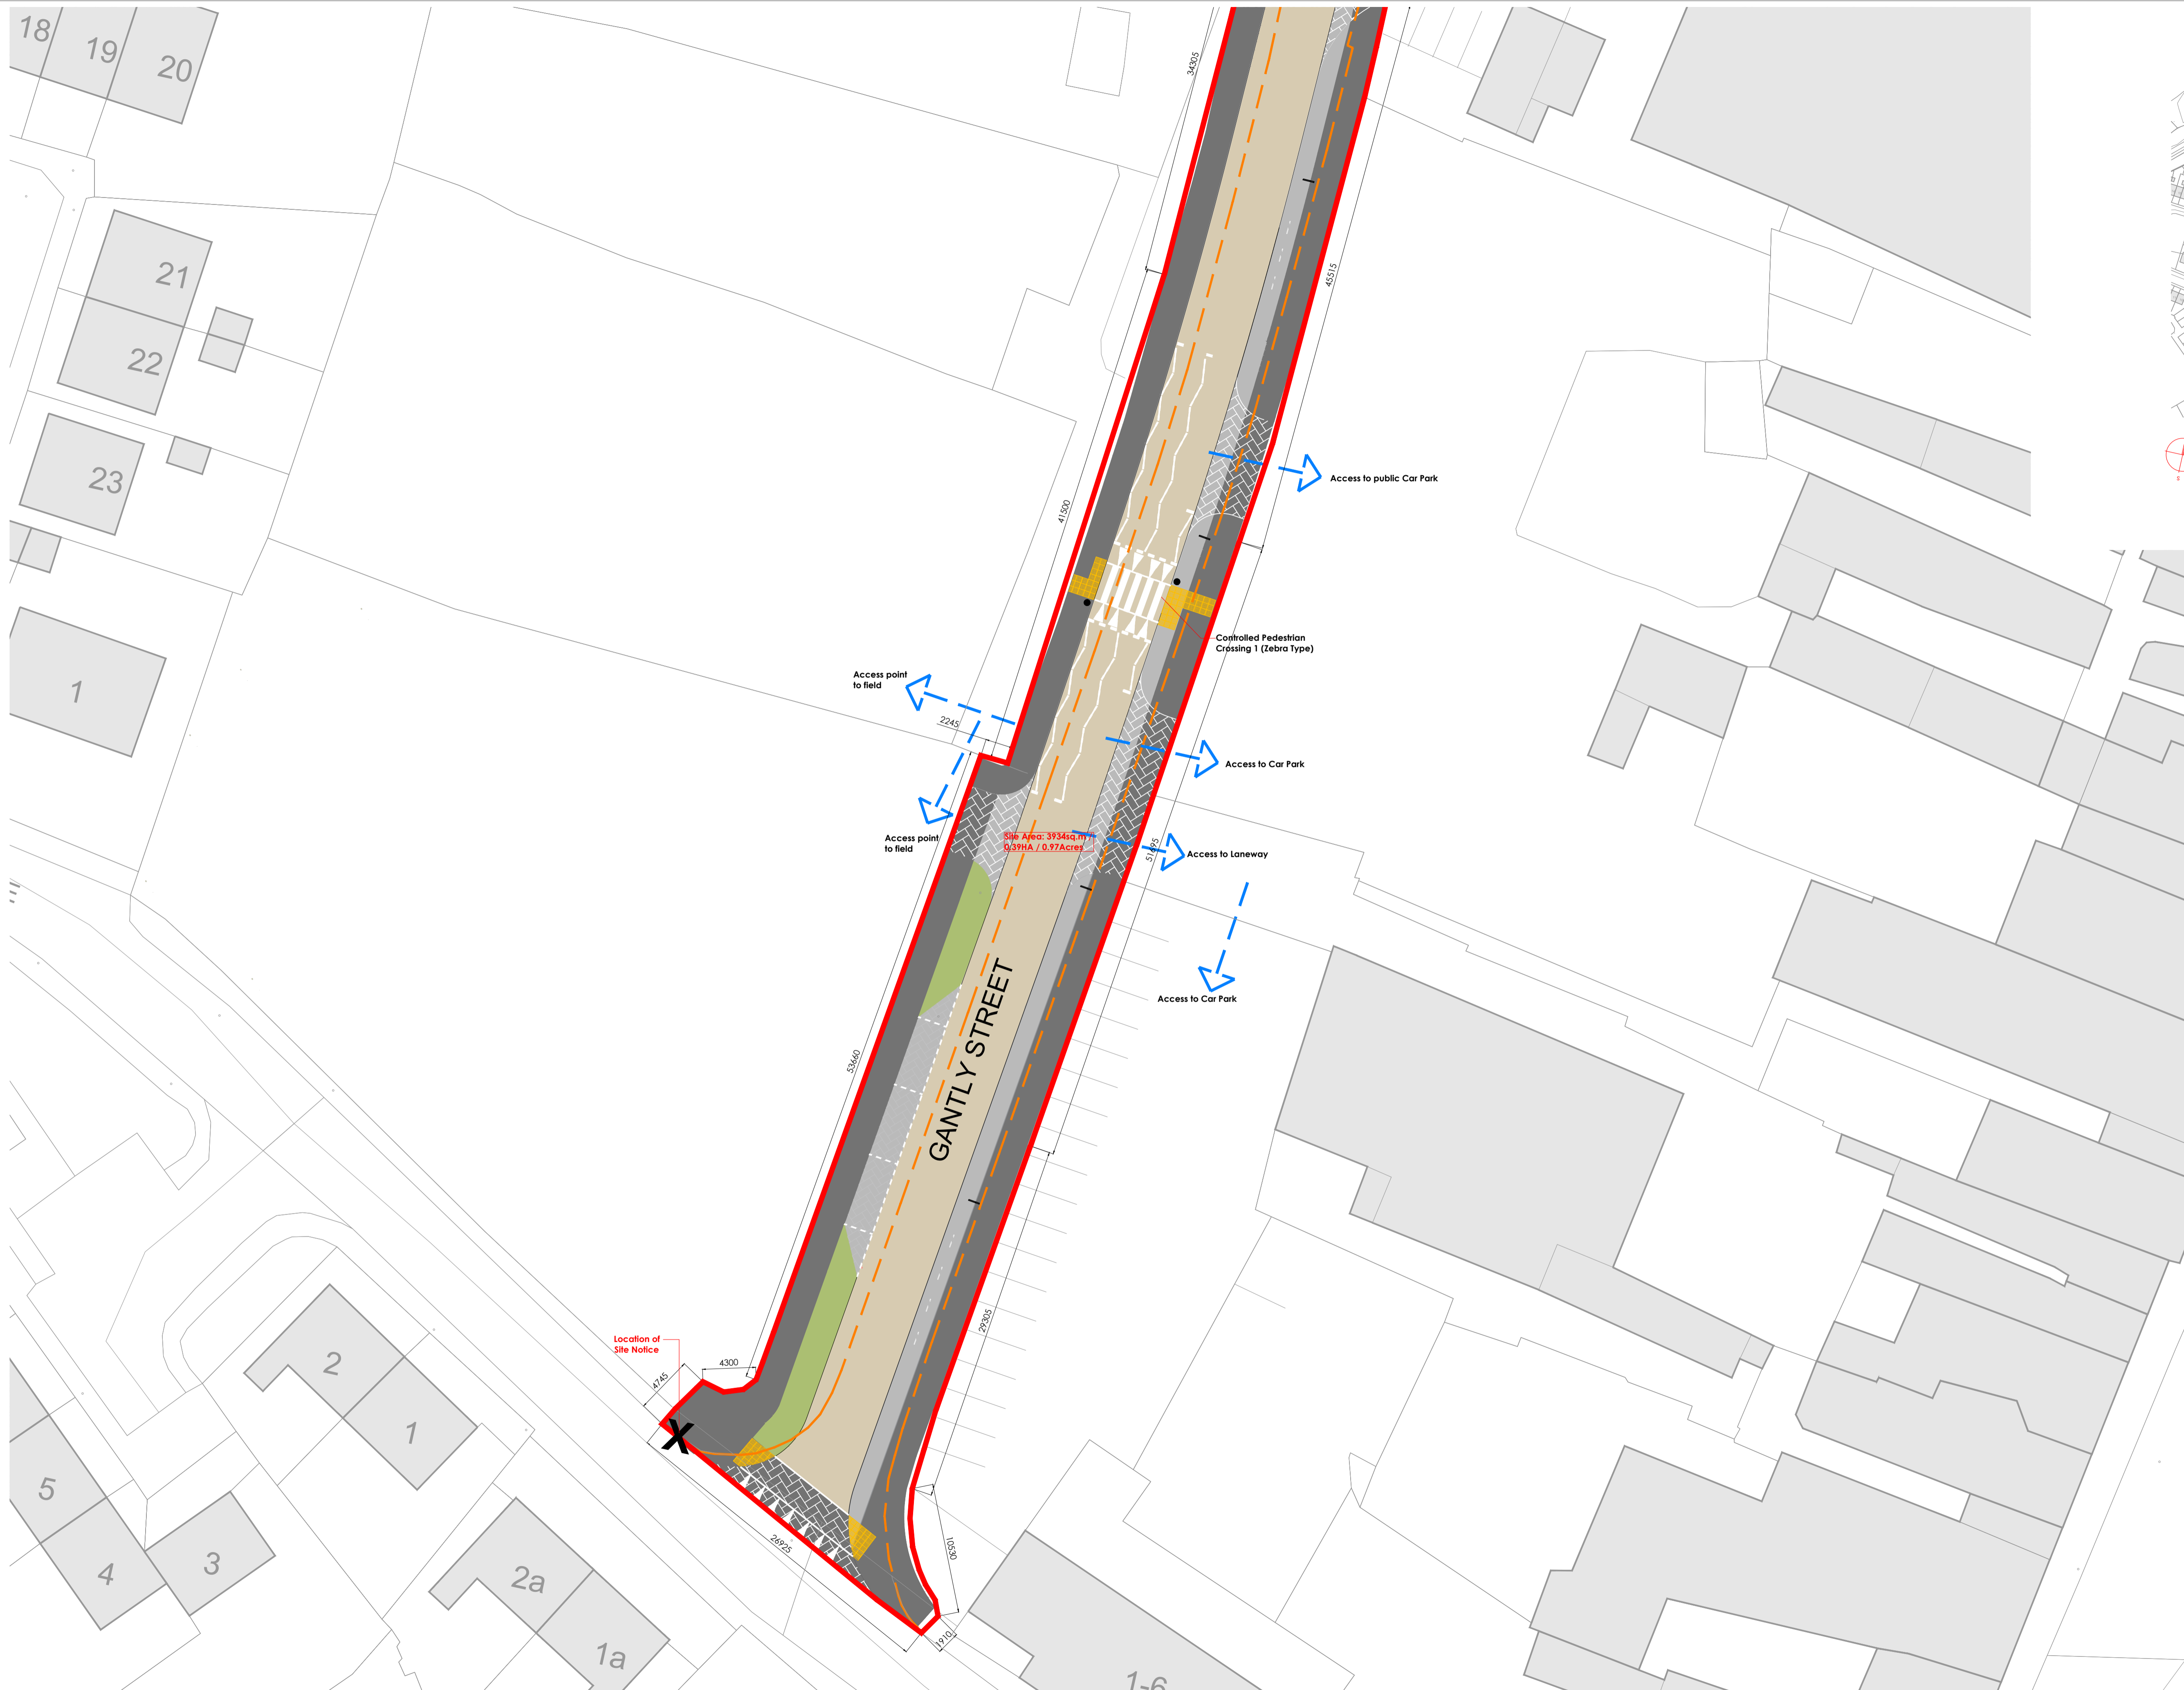 18
19
20
34305
21
22
45515
23
Access to public Car Park
41500
1
Controlled Pedestrian
Crossing 1 (Zebra Type)
Access point
to field
2245
Access to Car Park
Access point
to field
Site Area: 3934sq.m /
0.39HA / 0.97Acres
51695
Access to Laneway
Access to Car Park
GANTLY STREET
53660
29305
Location of
Site Notice
4300
4745
2
1
X
5
4
3
26925
10530
2a
1a
1910
1-6